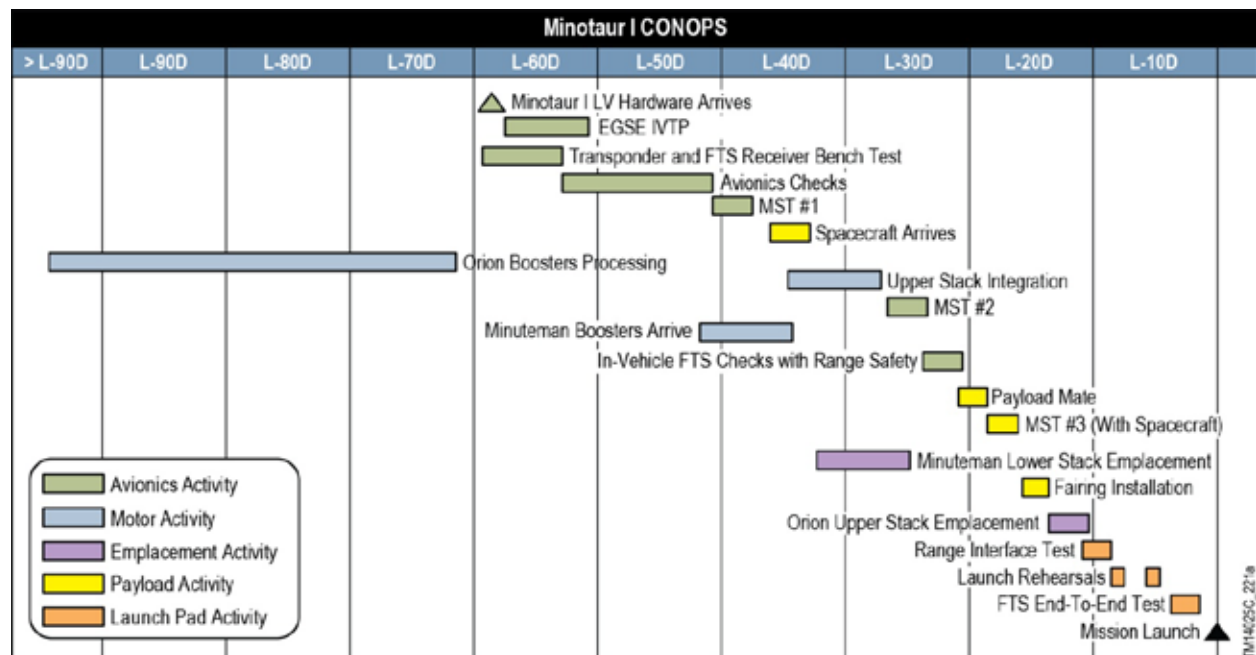 Minotaur I CONOPS
> L-90D L-90D L-80D L-70D L-60D L-50D L-40D L-30D L-20D L-10D
Minotaur I LV Hardware Arrives
EGSE IVTP
Transponder and FTS Receiver Bench Test
Avionics Checks
MST #1
Spacecraft Arrives
Orion Boosters Processing
Upper Stack Integration
MST #2
Minuteman Boosters Arrive
In-Vehicle FTS Checks with Range Safety
Payload Mate
MST #3 (With Spacecraft)
Minuteman Lower Stack Emplacement
Fairing Installation
Orion Upper Stack Emplacement
Range Interface Test
Launch Rehearsals
FTS End-To-End Test
Mission Launch
Avionics Activity
Motor Activity
Emplacement Activity
Payload Activity
Launch Pad Activity
TM14025C_221a